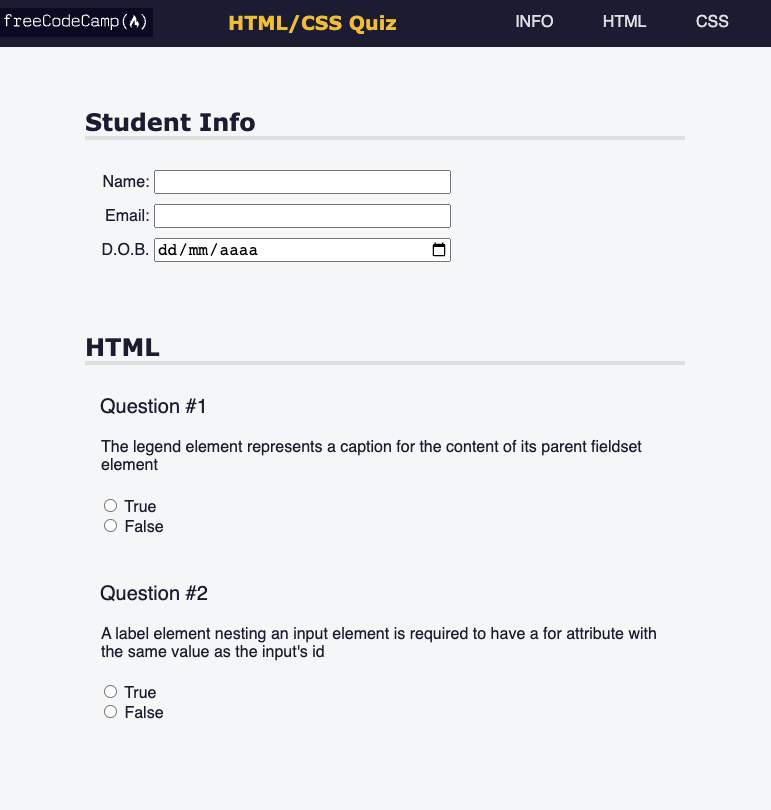 freeCodeCamp(🔥)
HTML/CSS Quiz
INFO
HTML
CSS
Student Info
Name:
Email:
D.O.B.
dd/mm/aaaa
HTML
Question #1
The legend element represents a caption for the content of its parent fieldset
element
True
False
Question #2
A label element nesting an input element is required to have a for attribute with
the same value as the input's id
True
False